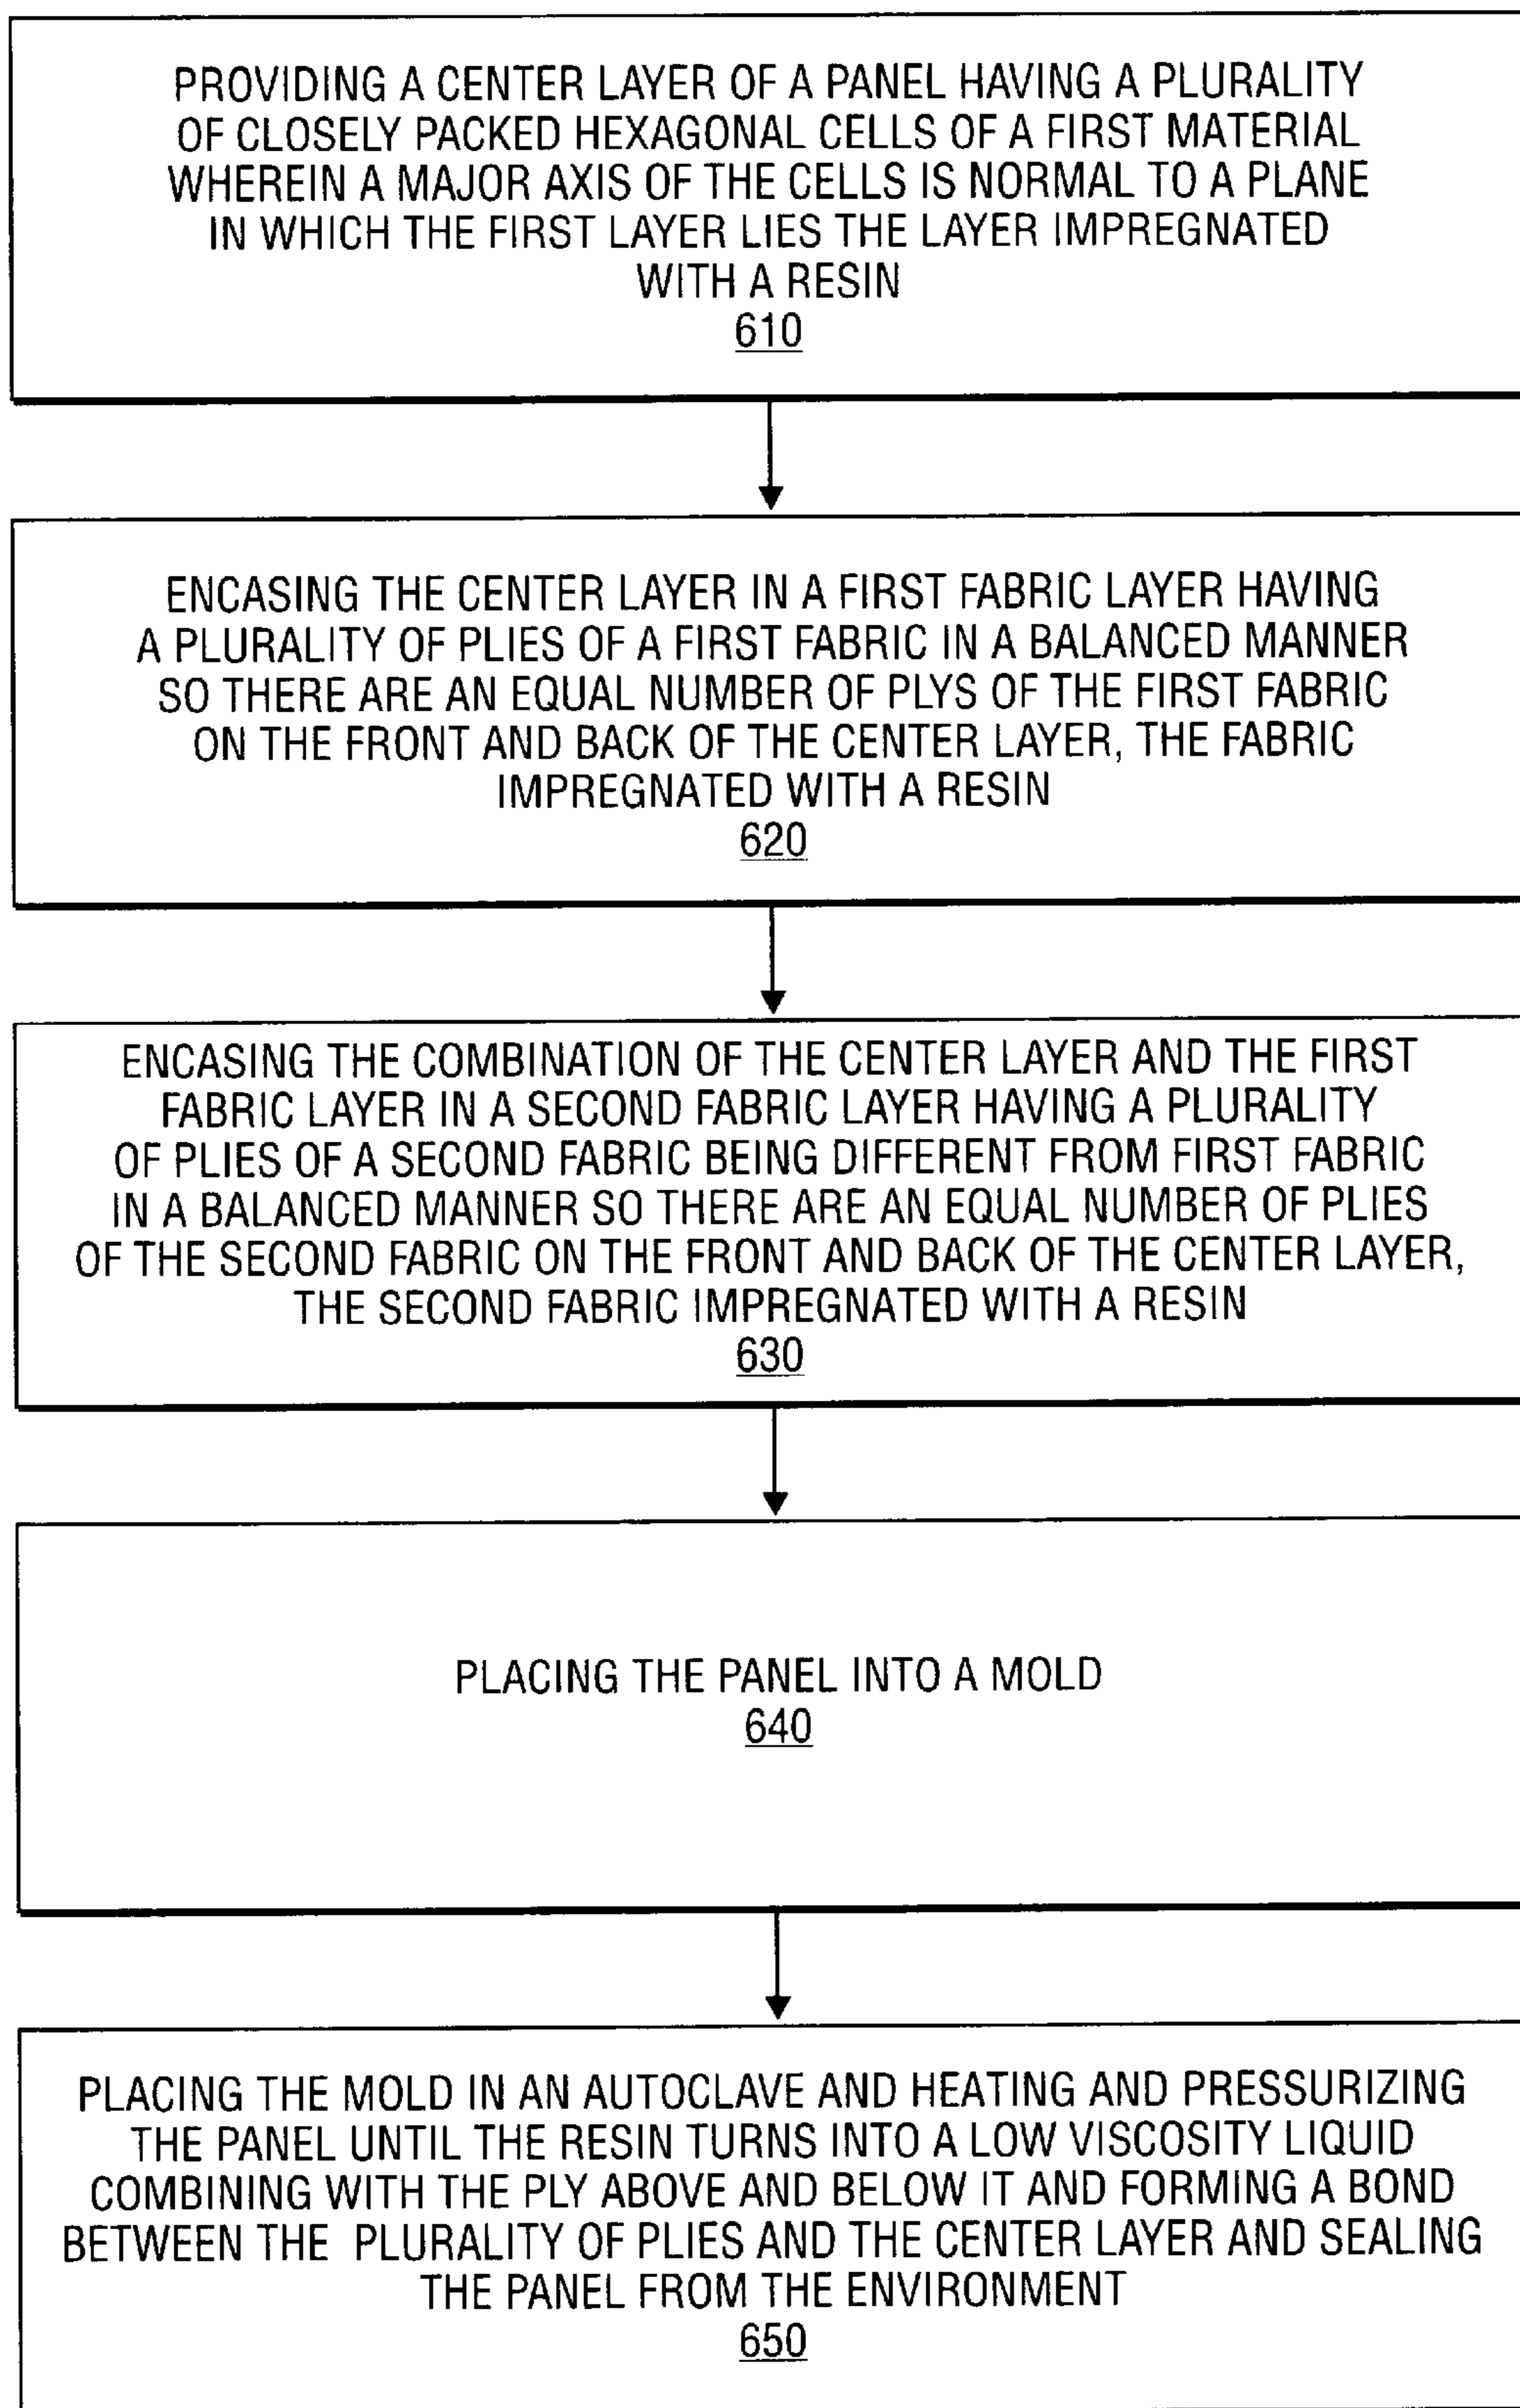 PROVIDING A CENTER LAYER OF A PANEL HAVING A PLURALITY
OF CLOSELY PACKED HEXAGONAL CELLS OF A FIRST MATERIAL
WHEREIN A MAJOR AXIS OF THE CELLS IS NORMAL TO A PLANE
IN WHICH THE FIRST LAYER LIES THE LAYER IMPREGNATED
WITH A RESIN
610
ENCASING THE CENTER LAYER IN A FIRST FABRIC LAYER HAVING
A PLURALITY OF PLIES OF A FIRST FABRIC IN A BALANCED MANNER
SO THERE ARE AN EQUAL NUMBER OF PLYS OF THE FIRST FABRIC
ON THE FRONT AND BACK OF THE CENTER LAYER, THE FABRIC
IMPREGNATED WITH A RESIN
620
ENCASING THE COMBINATION OF THE CENTER LAYER AND THE FIRST
FABRIC LAYER IN A SECOND FABRIC LAYER HAVING A PLURALITY
OF PLIES OF A SECOND FABRIC BEING DIFFERENT FROM FIRST FABRIC
IN A BALANCED MANNER SO THERE ARE AN EQUAL NUMBER OF PLIES
OF THE SECOND FABRIC ON THE FRONT AND BACK OF THE CENTER LAYER,
THE SECOND FABRIC IMPREGNATED WITH A RESIN
630
PLACING THE PANEL INTO A MOLD
640
PLACING THE MOLD IN AN AUTOCLAVE AND HEATING AND PRESSURIZING
THE PANEL UNTIL THE RESIN TURNS INTO A LOW VISCOSITY LIQUID
COMBINING WITH THE PLY ABOVE AND BELOW IT AND FORMING A BOND
BETWEEN THE PLURALITY OF PLIES AND THE CENTER LAYER AND SEALING
THE PANEL FROM THE ENVIRONMENT
650